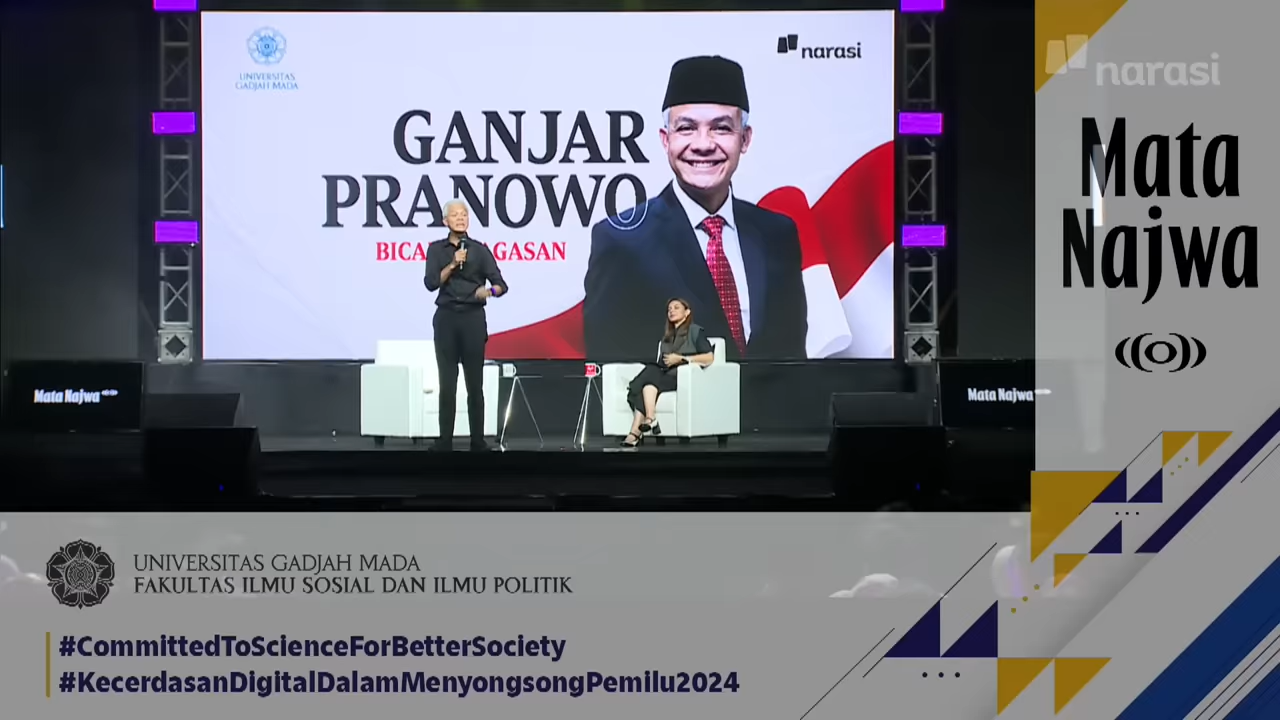 UNIVERSITAS
GADJAH MADA
narasi
GANJAR
PRANOWO
narasi
Mata
Najwa
Mata Najwa
Mata Najwa
UNIVERSITAS GADJAH MADA
FAKULTAS ILMU SOSIAL DAN ILMU POLITIK
#CommittedToScienceForBetterSociety
#KecerdasanDigitalDalamMenyongsongPemilu2024